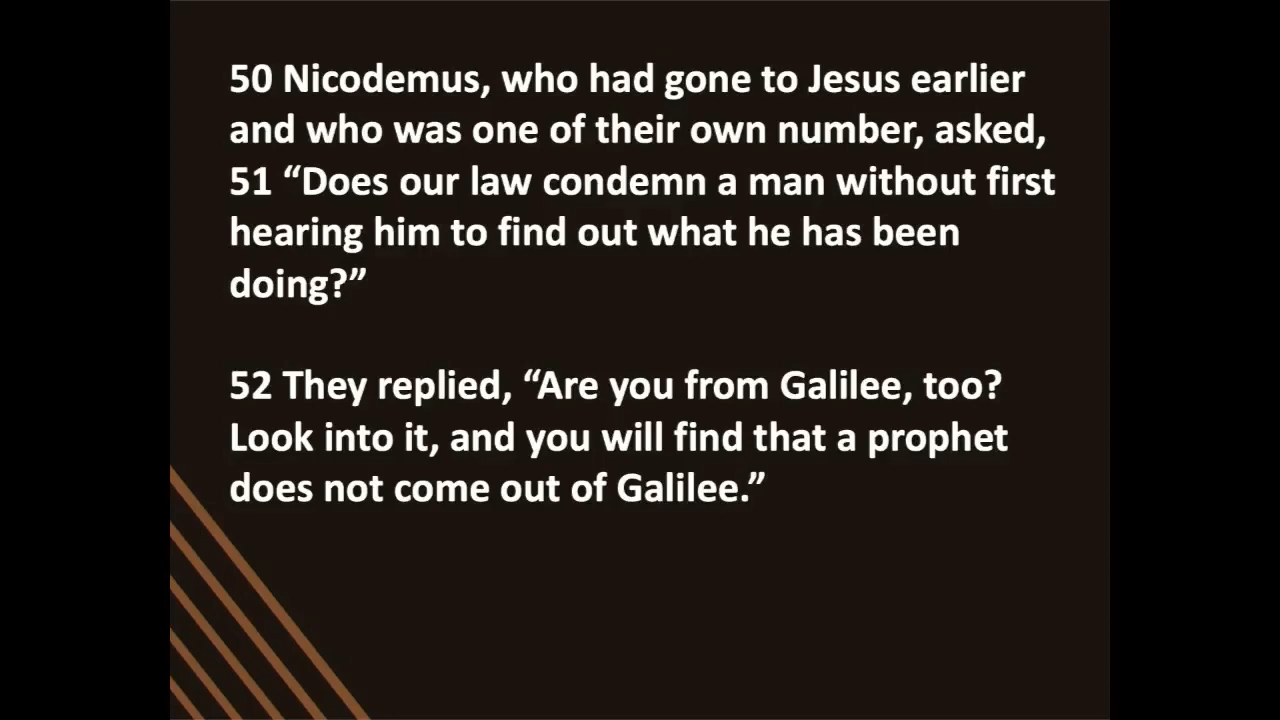 50 Nicodemus, who had gone to Jesus earlier
and who was one of their own number, asked,
51 “Does our law condemn a man without first
hearing him to find out what he has been
doing?”
52 They replied, “Are you from Galilee, too?
Look into it, and you will find that a prophet
does not come out of Galilee.”